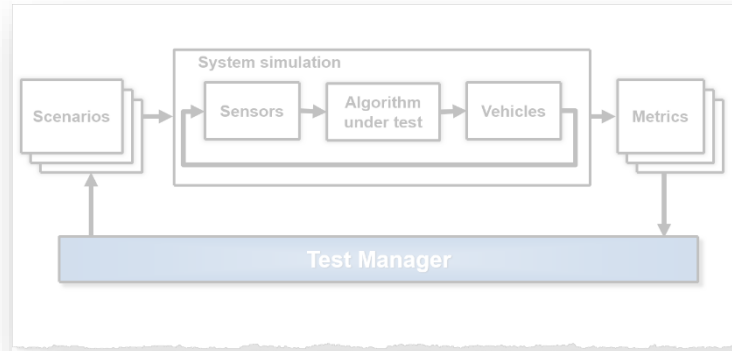 System simulation
Scenarios
Sensors
Algorithm
under test
Vehicles
Metrics
Test Manager